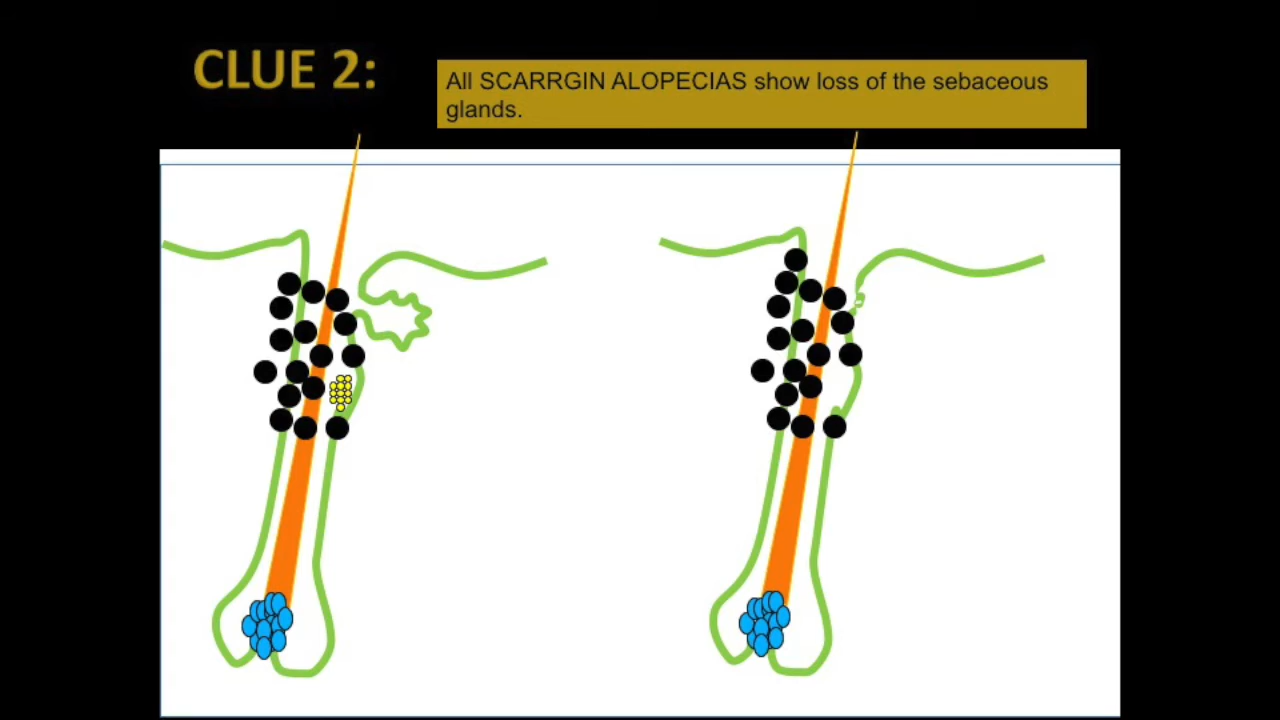 CLUE 2:
All SCARRGIN ALOPECIAS show loss of the sebaceous
glands.